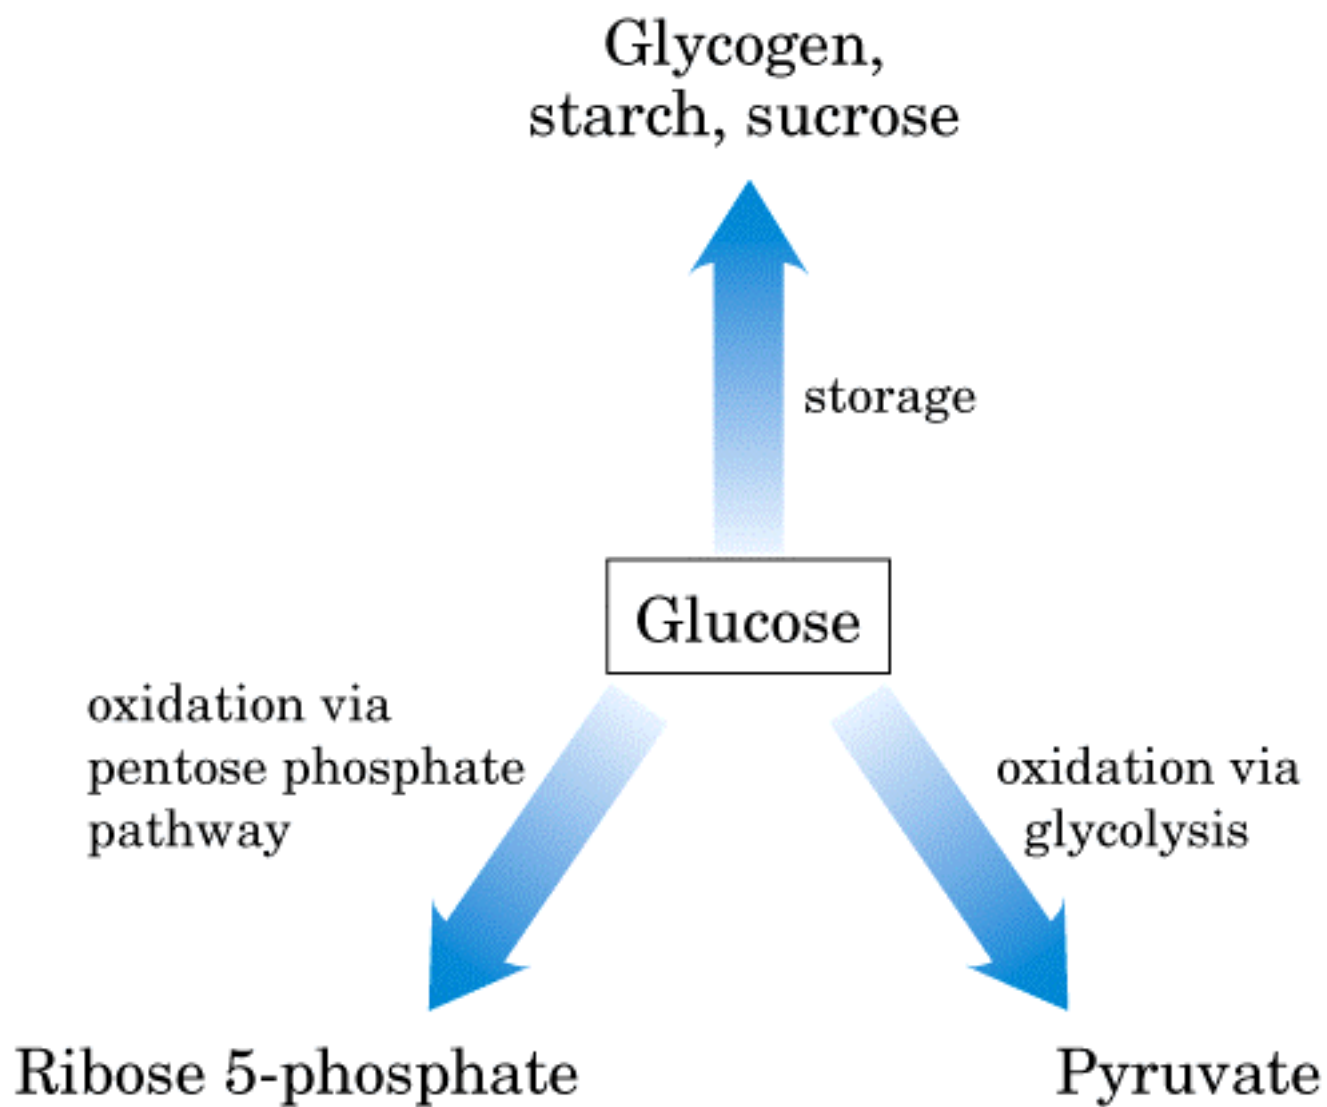 Glycogen,
starch, sucrose
storage
Glucose
oxidation via
pentose phosphate
pathway
oxidation via
glycolysis
Ribose 5-phosphate
Pyruvate